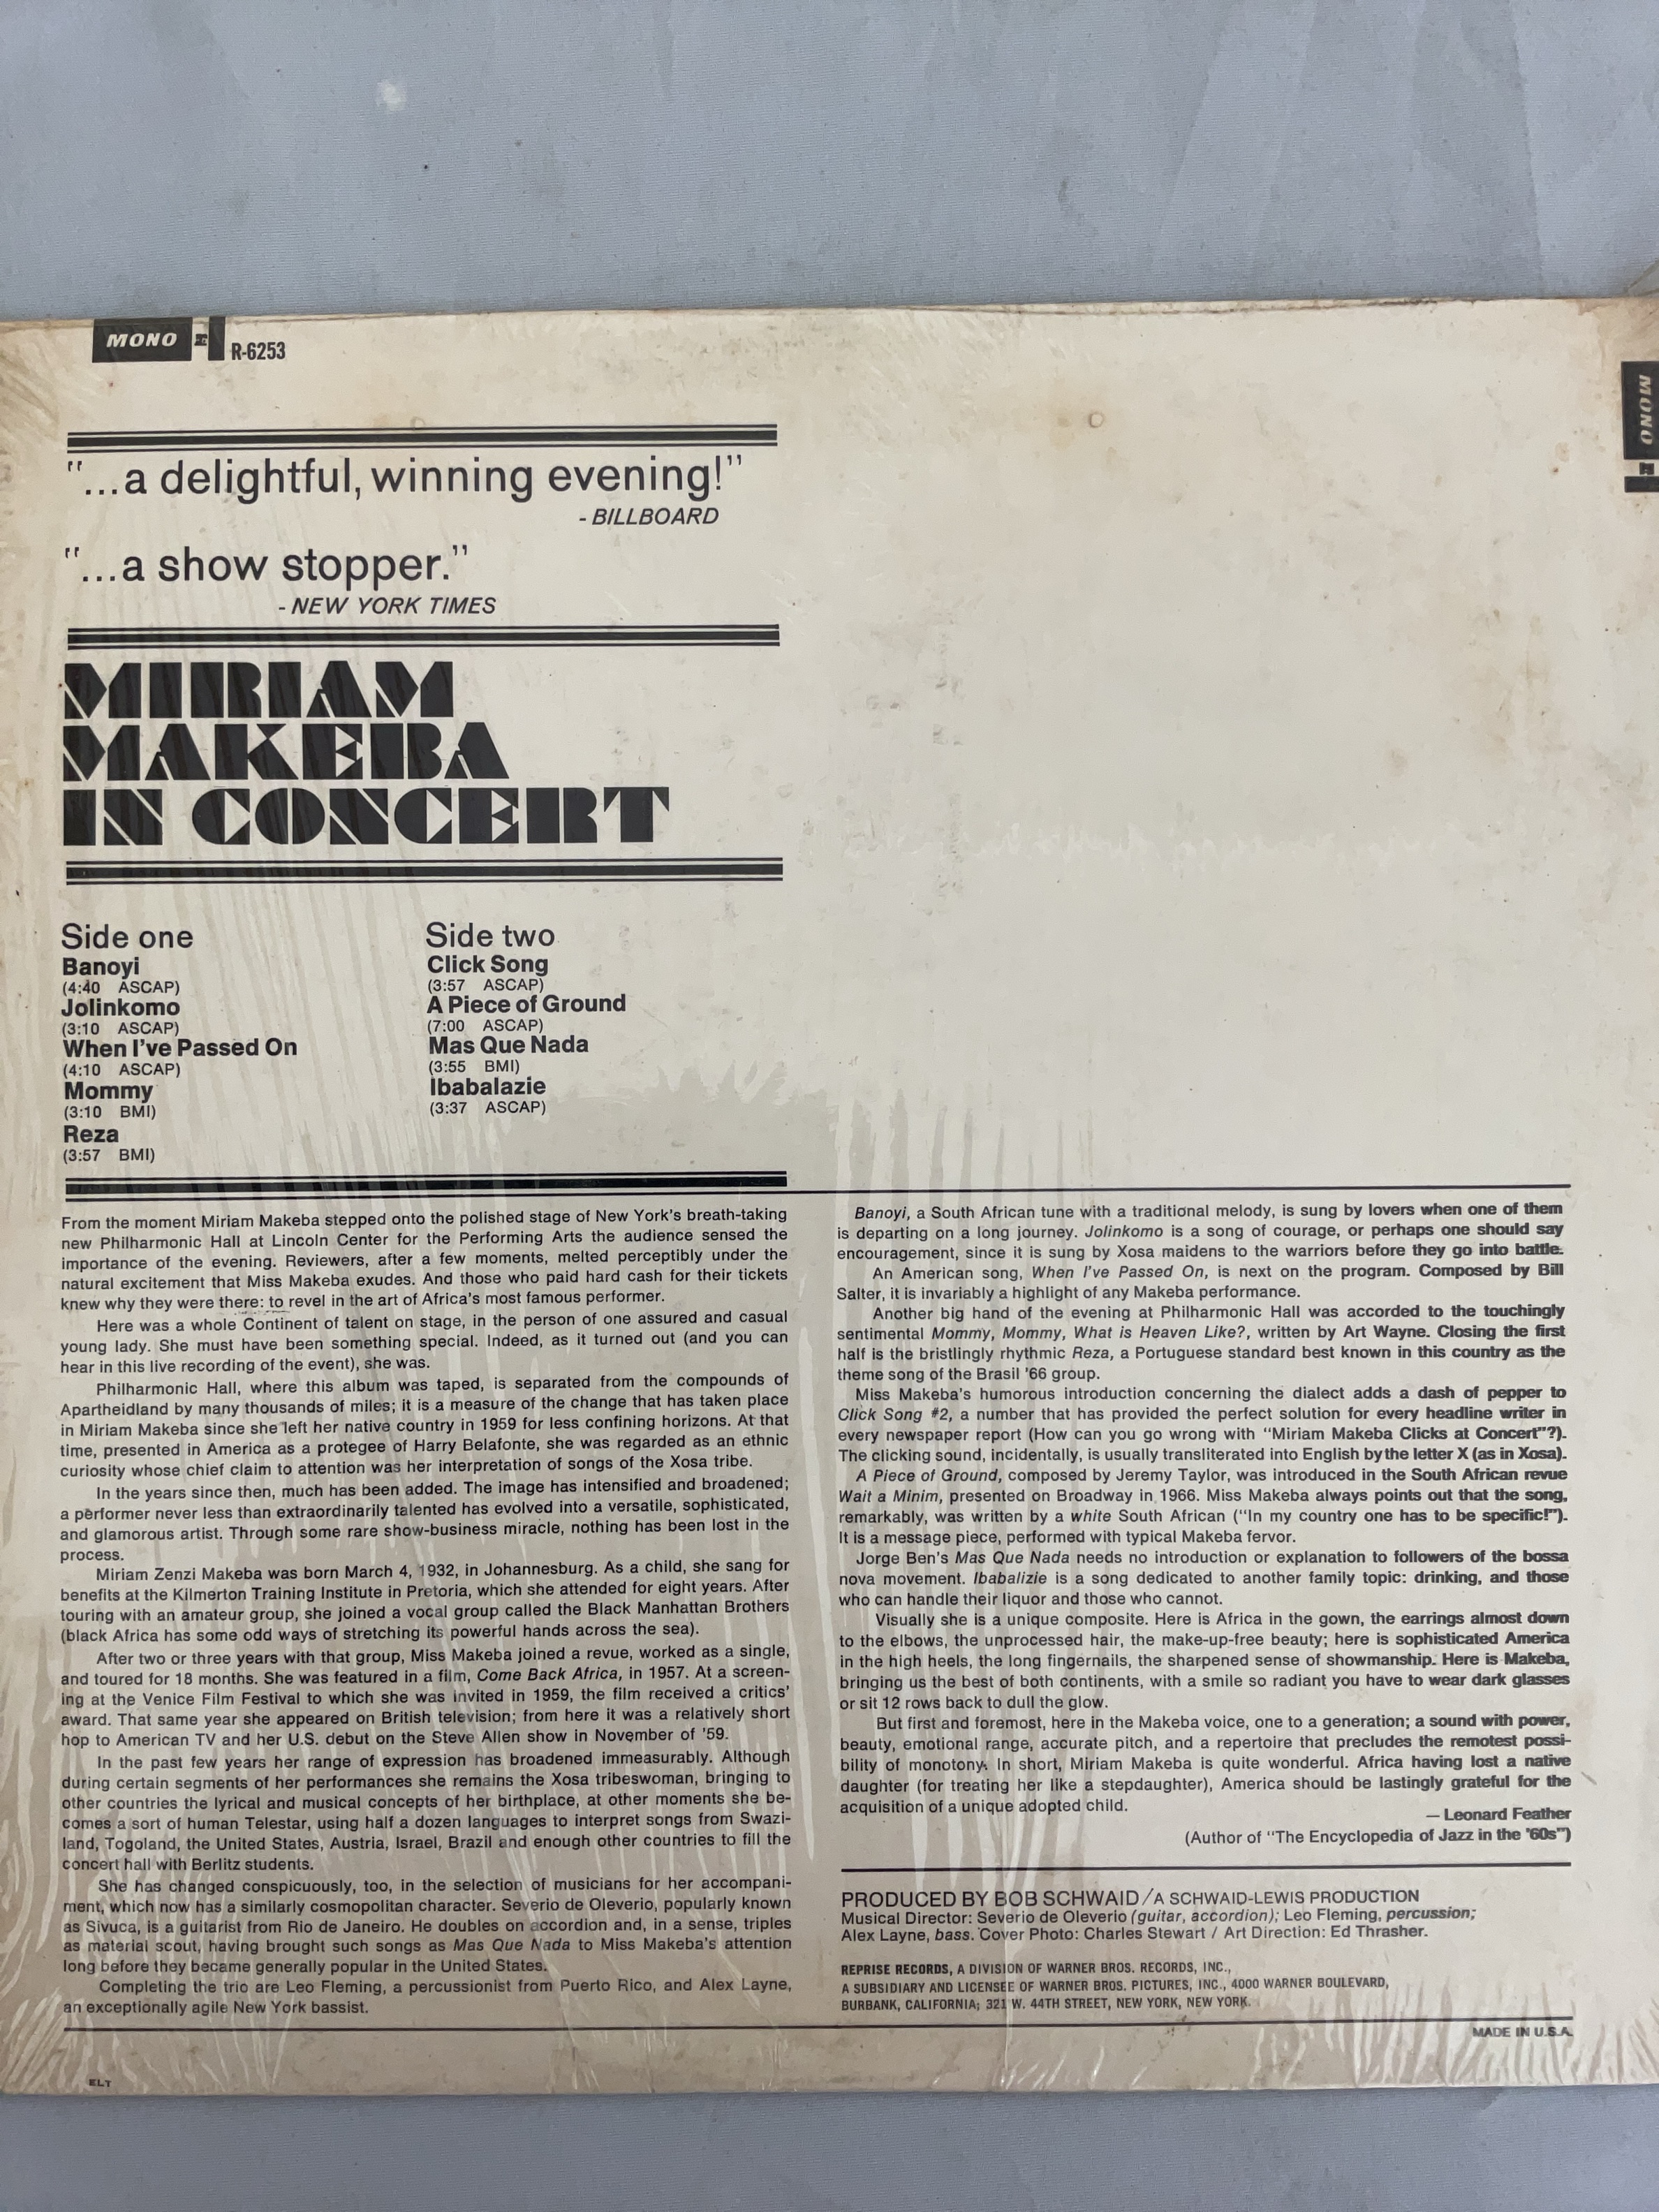 MONO r: R-6253
MONO
"...a delightful, winning evening!"
- BILLBOARD
"...a show stopper."
- NEW YORK TIMES
MIRIAM
MAKEBA
IN CONCERT
Side one
Banoyi
(4:40 ASCAP)
Jolinkomo
(3:10 ASCAP)
When I've Passed On
(4:10 ASCAP)
Mommy
(3:10 BMI)
Reza
(3:57 BMI)
Side two
Click Song
(3:57 ASCAP)
A Piece of Ground
(7:00 ASCAP)
Mas Que Nada
(3:55 BMI)
Ibabalazie
(3:37 ASCAP)
From the moment Miriam Makeba stepped onto the polished stage of New York's breath-taking
new Philharmonic Hall at Lincoln Center for the Performing Arts the audience sensed the
importance of the evening. Reviewers, after a few moments, melted perceptibly under the
natural excitement that Miss Makeba exudes. And those who paid hard cash for their tickets
knew why they were there: to revel in the art of Africa's most famous performer.
Here was a whole Continent of talent on stage, in the person of one assured and casual
young lady. She must have been something special. Indeed, as it turned out (and you can
hear in this live recording of the event), she was.
Philharmonic Hall, where this album was taped, is separated from the compounds of
Apartheidland by many thousands of miles; it is a measure of the change that has taken place
in Miriam Makeba since she left her native country in 1959 for less confining horizons. At that
time, presented in America as a protegee of Harry Belafonte, she was regarded as an ethnic
curiosity whose chief claim to attention was her interpretation of songs of the Xosa tribe.
In the years since then, much has been added. The image has intensified and broadened;
a performer never less than extraordinarily talented has evolved into a versatile, sophisticated,
and glamorous artist. Through some rare show-business miracle, nothing has been lost in the
process.
Miriam Zenzi Makeba was born March 4, 1932, in Johannesburg. As a child, she sang for
benefits at the Kilmerton Training Institute in Pretoria, which she attended for eight years. After
touring with an amateur group, she joined a vocal group called the Black Manhattan Brothers
(black Africa has some odd ways of stretching its powerful hands across the sea).
After two or three years with that group, Miss Makeba joined a revue, worked as a single,
and toured for 18 months. She was featured in a film, Come Back Africa, in 1957. At a screen-
ing at the Venice Film Festival to which she was invited in 1959, the film received a critics'
award. That same year she appeared on British television; from here it was a relatively short
hop to American TV and her U.S. debut on the Steve Allen show in November of '59.
In the past few years her range of expression has broadened immeasurably. Although
during certain segments of her performances she remains the Xosa tribeswoman, bringing to
other countries the lyrical and musical concepts of her birthplace, at other moments she be-
comes a sort of human Telestar, using half a dozen languages to interpret songs from Swazi-
land, Togoland, the United States, Austria, Israel, Brazil and enough other countries to fill the
concert hall with Berlitz students.
She has changed conspicuously, too, in the selection of musicians for her accompani-
ment, which now has a similarly cosmopolitan character. Severio de Oleverio, popularly known
as Sivuca, is a guitarist from Rio de Janeiro. He doubles on accordion and, in a sense, triples
as material scout, having brought such songs as Mas Que Nada to Miss Makeba's attention
long before they became generally popular in the United States.
Completing the trio are Leo Fleming, a percussionist from Puerto Rico, and Alex Layne,
an exceptionally agile New York bassist.
Banoyi, a South African tune with a traditional melody, is sung by lovers when one of them
is departing on a long journey. Jolinkomo is a song of courage, or perhaps one should say
encouragement, since it is sung by Xosa maidens to the warriors before they go into battle.
An American song, When I've Passed On, is next on the program. Composed by Bill
Salter, it is invariably a highlight of any Makeba performance.
Another big hand of the evening at Philharmonic Hall was accorded to the touchingly
sentimental Mommy, Mommy, What is Heaven Like?, written by Art Wayne. Closing the first
half is the bristlingly rhythmic Reza, a Portuguese standard best known in this country as the
theme song of the Brasil '66 group.
Miss Makeba's humorous introduction concerning the dialect adds a dash of pepper to
Click Song #2, a number that has provided the perfect solution for every headline writer in
every newspaper report (How can you go wrong with "Miriam Makeba Clicks at Concert"?).
The clicking sound, incidentally, is usually transliterated into English by the letter X (as in Xosa).
A Piece of Ground, composed by Jeremy Taylor, was introduced in the South African revue
Wait a Minim, presented on Broadway in 1966. Miss Makeba always points out that the song,
remarkably, was written by a white South African ("In my country one has to be specific!").
It is a message piece, performed with typical Makeba fervor.
Jorge Ben's Mas Que Nada needs no introduction or explanation to followers of the bossa
nova movement. Ibabalizie is a song dedicated to another family topic: drinking, and those
who can handle their liquor and those who cannot.
Visually she is a unique composite. Here is Africa in the gown, the earrings almost down
to the elbows, the unprocessed hair, the make-up-free beauty; here is sophisticated America
in the high heels, the long fingernails, the sharpened sense of showmanship. Here is Makeba,
bringing us the best of both continents, with a smile so radiant you have to wear dark glasses
or sit 12 rows back to dull the glow.
But first and foremost, here in the Makeba voice, one to a generation; a sound with power,
beauty, emotional range, accurate pitch, and a repertoire that precludes the remotest possi-
bility of monotony. In short, Miriam Makeba is quite wonderful. Africa having lost a native
daughter (for treating her like a stepdaughter), America should be lastingly grateful for the
acquisition of a unique adopted child.
— Leonard Feather
(Author of "The Encyclopedia of Jazz in the '60s")
PRODUCED BY BOB SCHWAID/A SCHWAID-LEWIS PRODUCTION
Musical Director: Severio de Oleverio (guitar, accordion); Leo Fleming, percussion;
Alex Layne, bass. Cover Photo: Charles Stewart / Art Direction: Ed Thrasher.
REPRISE RECORDS, A DIVISION OF WARNER BROS. RECORDS, INC.,
A SUBSIDIARY AND LICENSEE OF WARNER BROS. PICTURES, INC., 4000 WARNER BOULEVARD,
BURBANK, CALIFORNIA; 321 W. 44TH STREET, NEW YORK, NEW YORK.
MADE IN U.S.A.
ELT